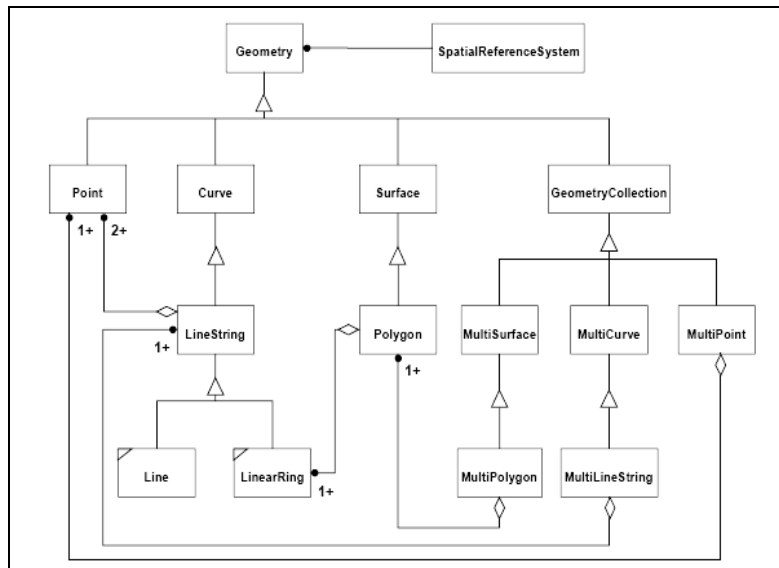 Geometry
SpatialReferenceSystem
Point
Curve
Surface
GeometryCollection
1+
2+
LineString
1+
Polygon
1+
MultiSurface
MultiCurve
MultiPoint
Line
LinearRing
1+
MultiPolygon
MultiLineString